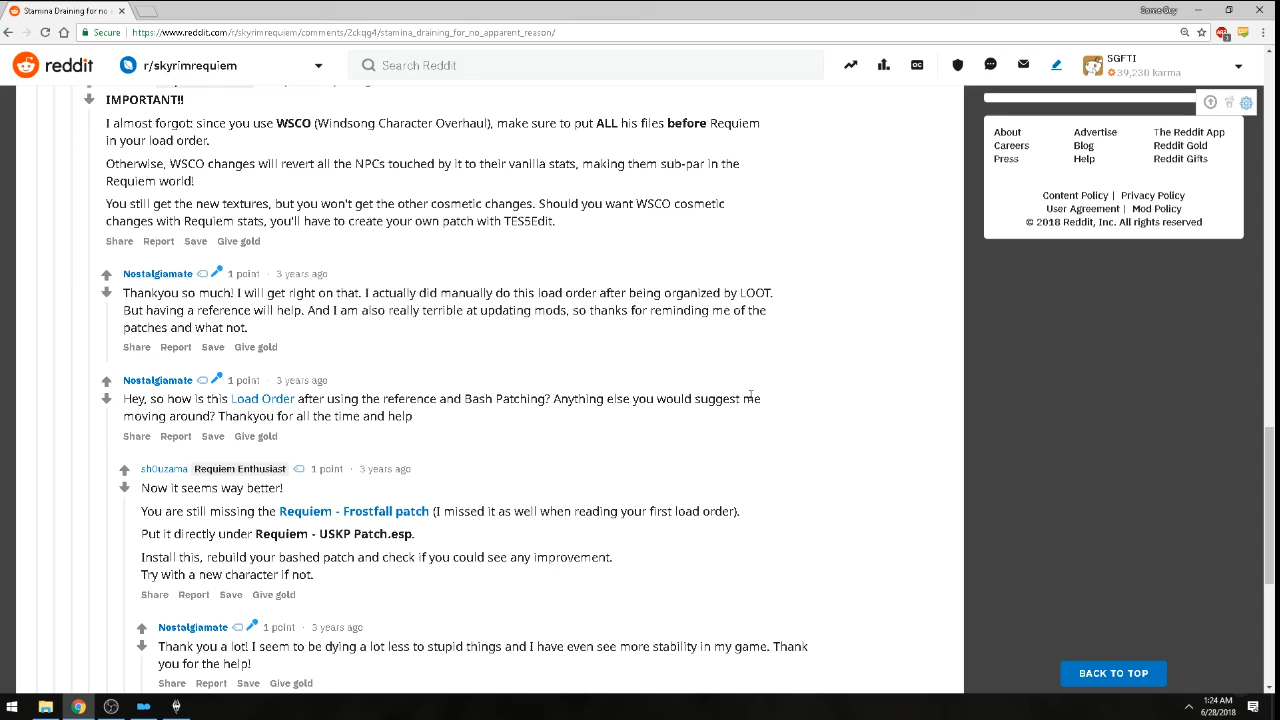 Stamina Draining for no a
Some Guy
Secure
https://www.reddit.com/r/skyrimrequiem/comments/2ckqg4/stamina_draining_for_no_apparent_reason/
reddit
r/skyrimrequiem
Search Reddit
SGFTI
39,230 karma
IMPORTANT!!
I almost forgot: since you use WSCO (Windsong Character Overhaul), make sure to put ALL his files before Requiem
in your load order.
Otherwise, WSCO changes will revert all the NPCs touched by it to their vanilla stats, making them sub-par in the
Requiem world!
You still get the new textures, but you won't get the other cosmetic changes. Should you want WSCO cosmetic
changes with Requiem stats, you'll have to create your own patch with TES5Edit.
Share Report Save Give gold
Nostalgiamate 1 point · 3 years ago
Thankyou so much! I will get right on that. I actually did manually do this load order after being organized by LOOT.
But having a reference will help. And I am also really terrible at updating mods, so thanks for reminding me of the
patches and what not.
Share Report Save Give gold
Nostalgiamate 1 point · 3 years ago
Hey, so how is this Load Order after using the reference and Bash Patching? Anything else you would suggest me
moving around? Thankyou for all the time and help
Share Report Save Give gold
sh0uzama Requiem Enthusiast 1 point · 3 years ago
Now it seems way better!
You are still missing the Requiem - Frostfall patch (I missed it as well when reading your first load order).
Put it directly under Requiem - USKP Patch.esp.
Install this, rebuild your bashed patch and check if you could see any improvement.
Try with a new character if not.
Share Report Save Give gold
Nostalgiamate 1 point · 3 years ago
Thank you a lot! I seem to be dying a lot less to stupid things and I have even see more stability in my game. Thank
you for the help!
Share Report Save Give gold
About Advertise The Reddit App
Careers Blog Reddit Gold
Press Help Reddit Gifts
Content Policy | Privacy Policy
User Agreement | Mod Policy
© 2018 Reddit, Inc. All rights reserved
BACK TO TOP
1:24 AM
6/28/2018